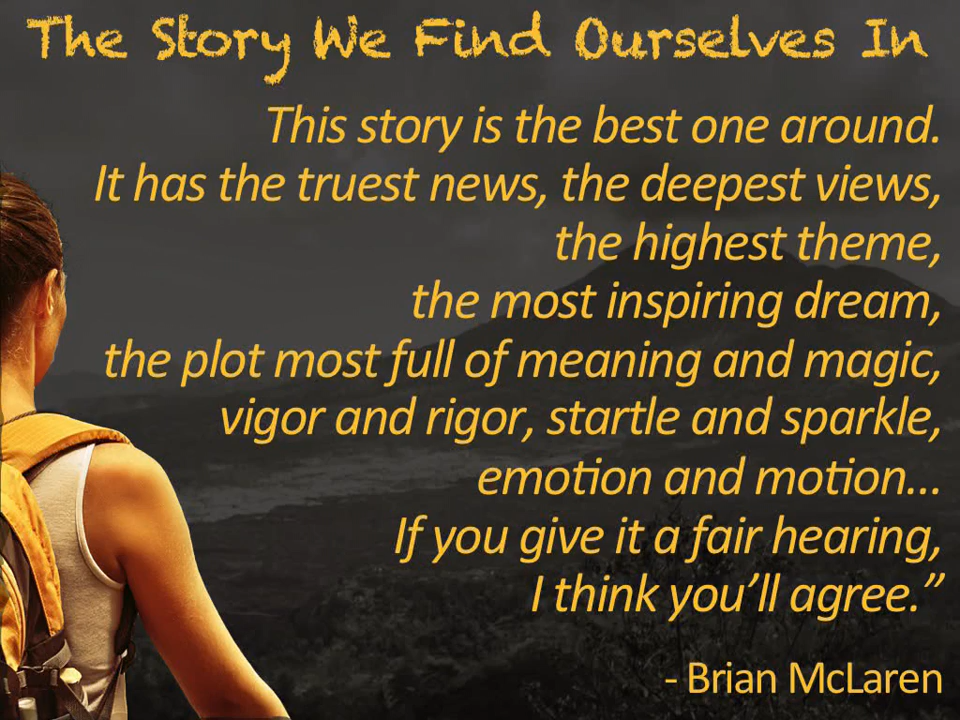 The Story We Find Ourselves In
This story is the best one around.
It has the truest news, the deepest views,
the highest theme,
the most inspiring dream,
the plot most full of meaning and magic,
vigor and rigor, startle and sparkle,
emotion and motion...
If you give it a fair hearing,
I think you’ll agree.”
- Brian McLaren